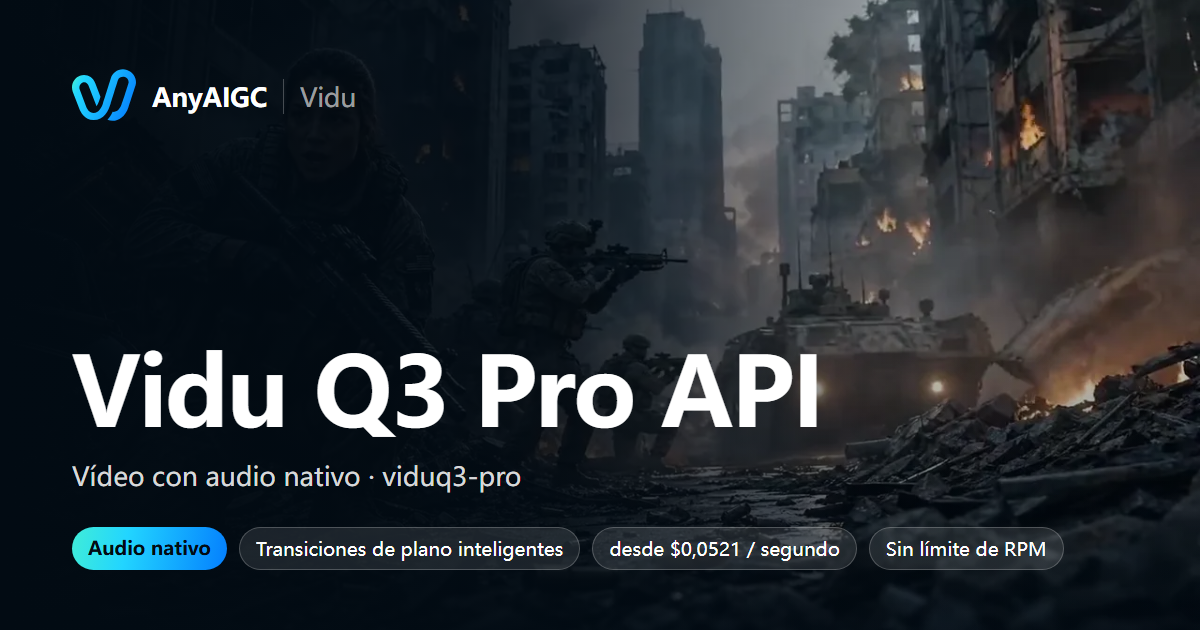 AnyAIGC | Vidu
Vidu Q3 Pro API
Vídeo con audio nativo · viduq3-pro
Audio nativo Transiciones de plano inteligentes desde $0,0521 / segundo Sin límite de RPM